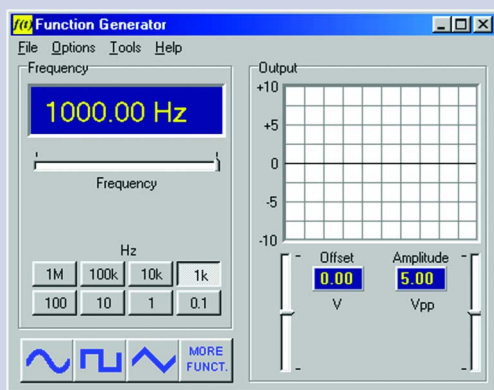 f(t) Function Generator
File Options Tools Help
Frequency
1000.00 Hz
Frequency
Hz
1M 100k 10k 1k
100 10 1 0.1
MORE
FUNCT.
Output
+10
+5
0
-5
-10
Offset Amplitude
0.00 5.00
V Vpp